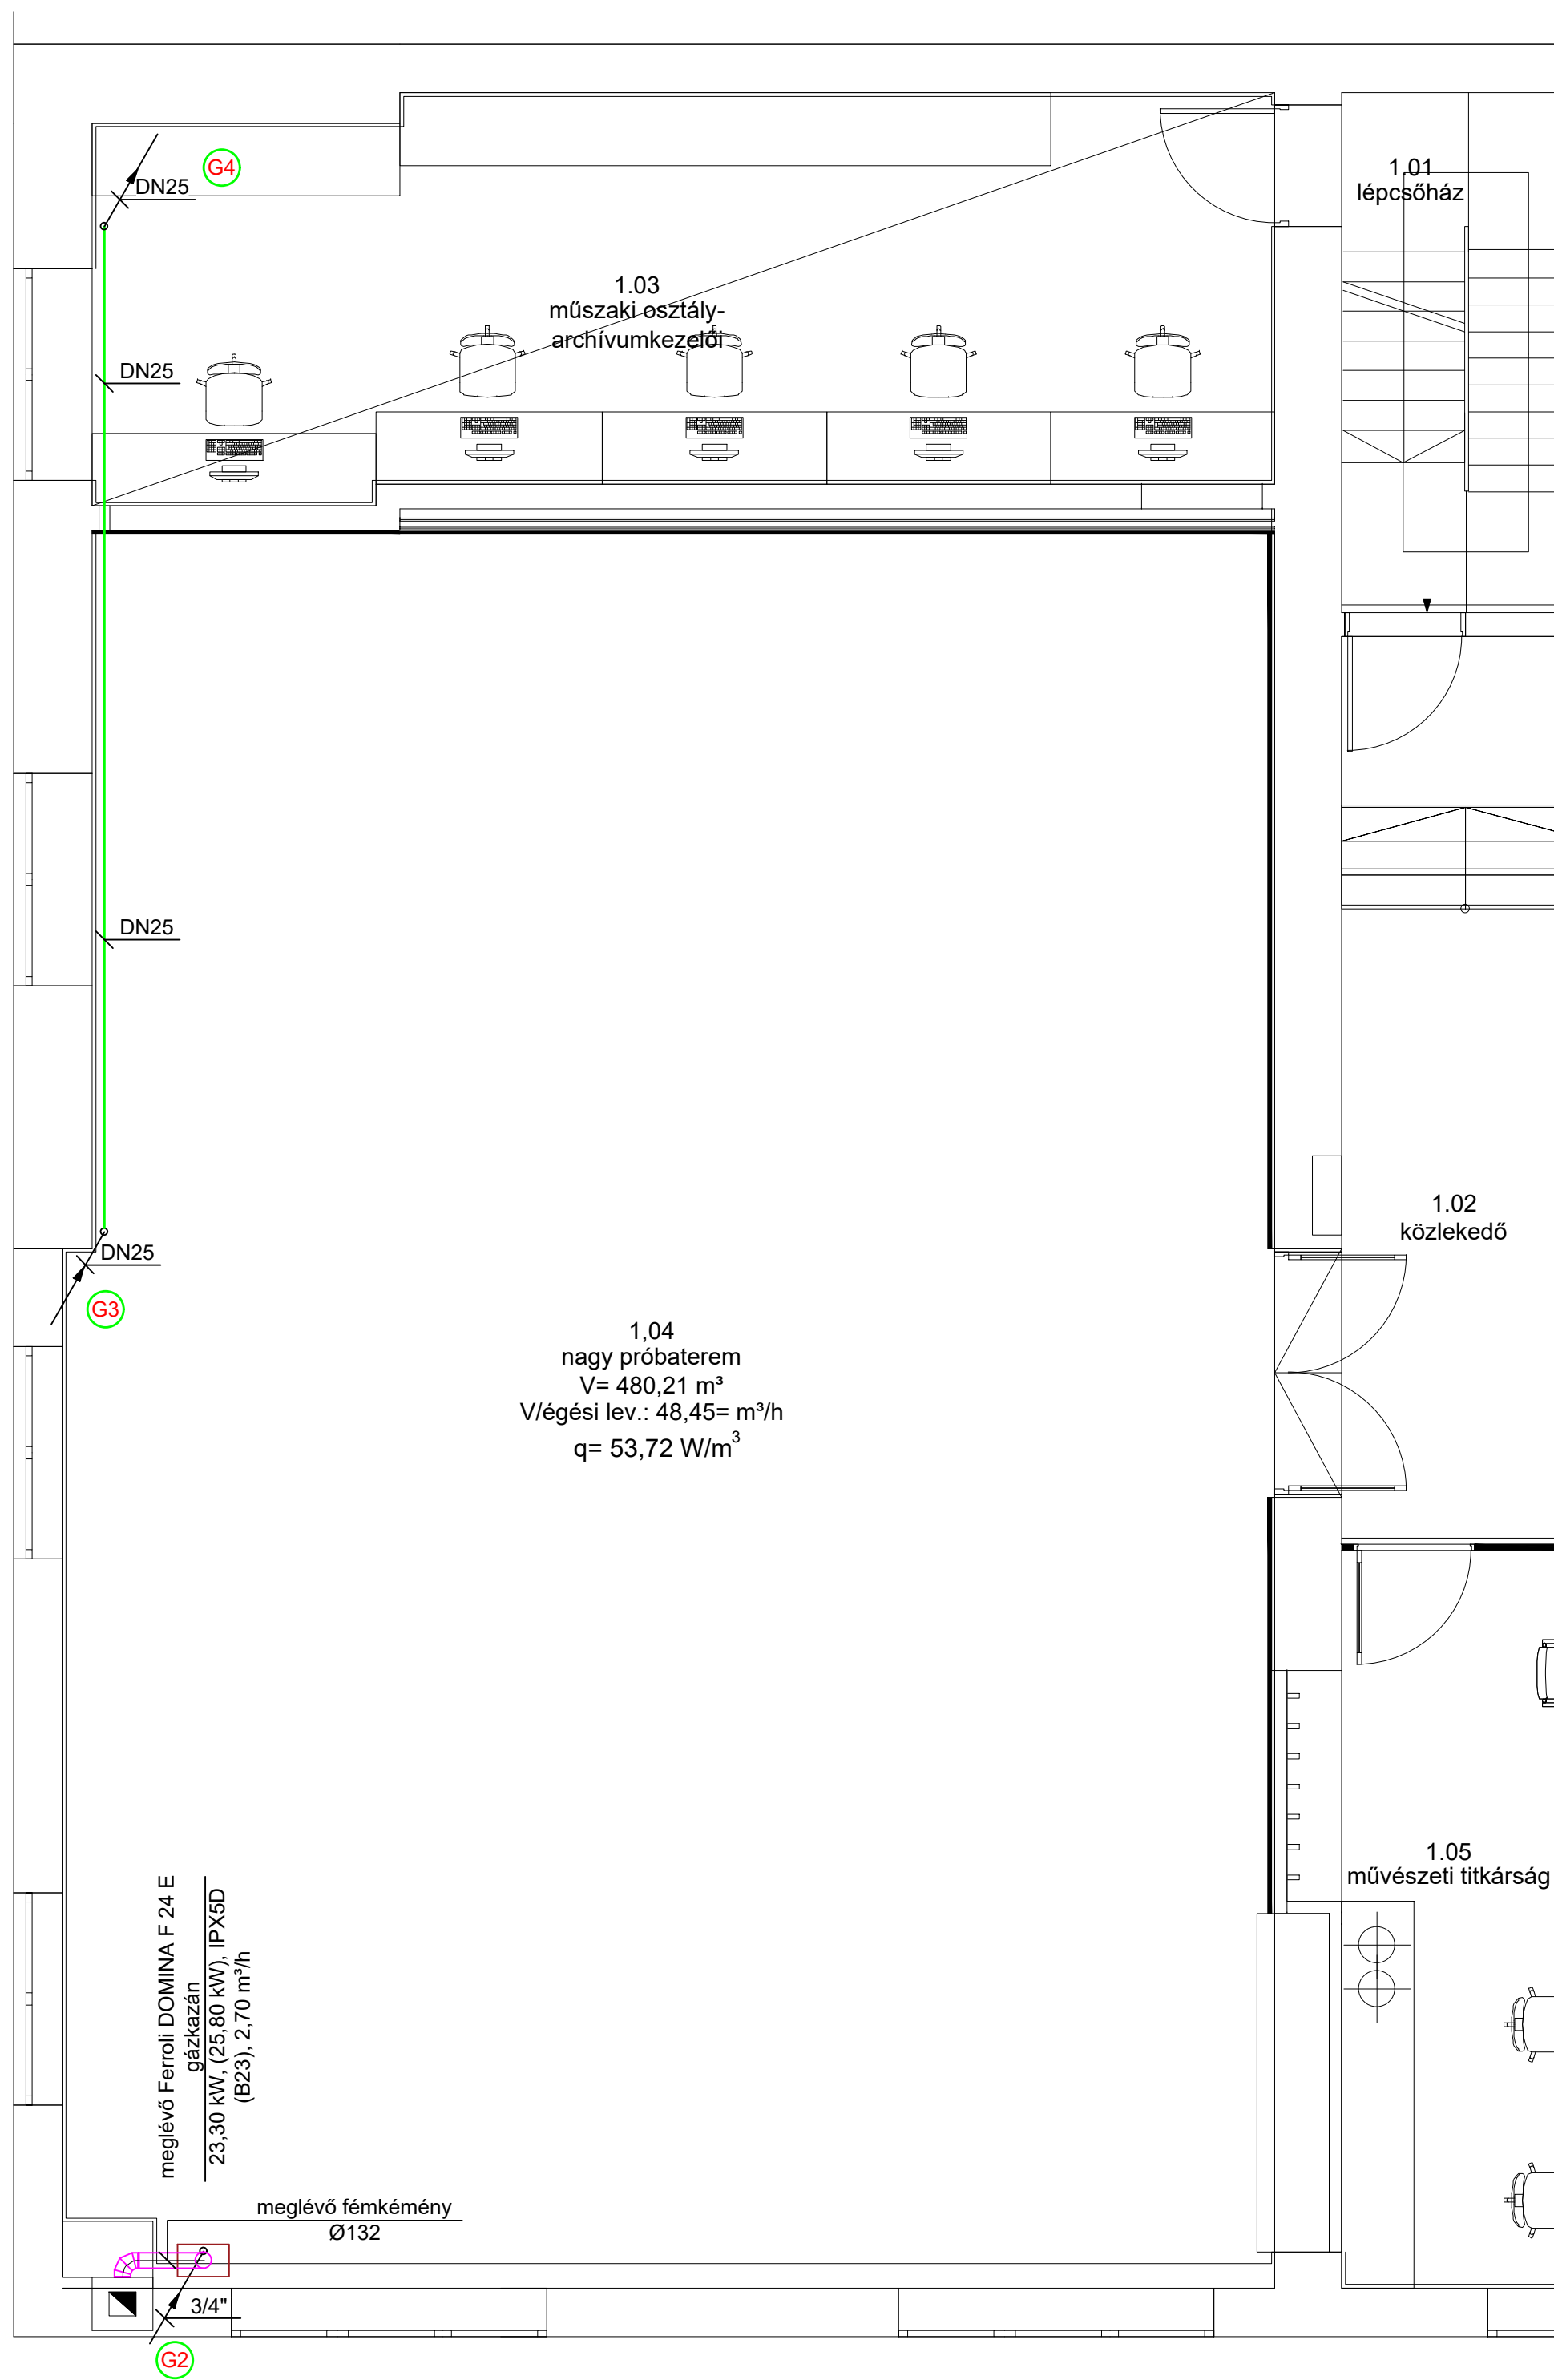 G4
DN25
1.01
lépcsőház
1.03
műszaki osztály-
archívumkezelői
DN25
DN25
1.02
közlekedő
DN25
G3
1,04
nagy próbaterem
V= 480,21 m³
V/égési lev.: 48,45= m³/h
q= 53,72 W/m³
1.05
művészeti titkárság
meglévő Ferroli DOMINA F 24 E
gázkazán
23,30 kW, (25,80 kW), IPX5D
(B23), 2,70 m³/h
meglévő fémkémény
Ø132
3/4"
G2